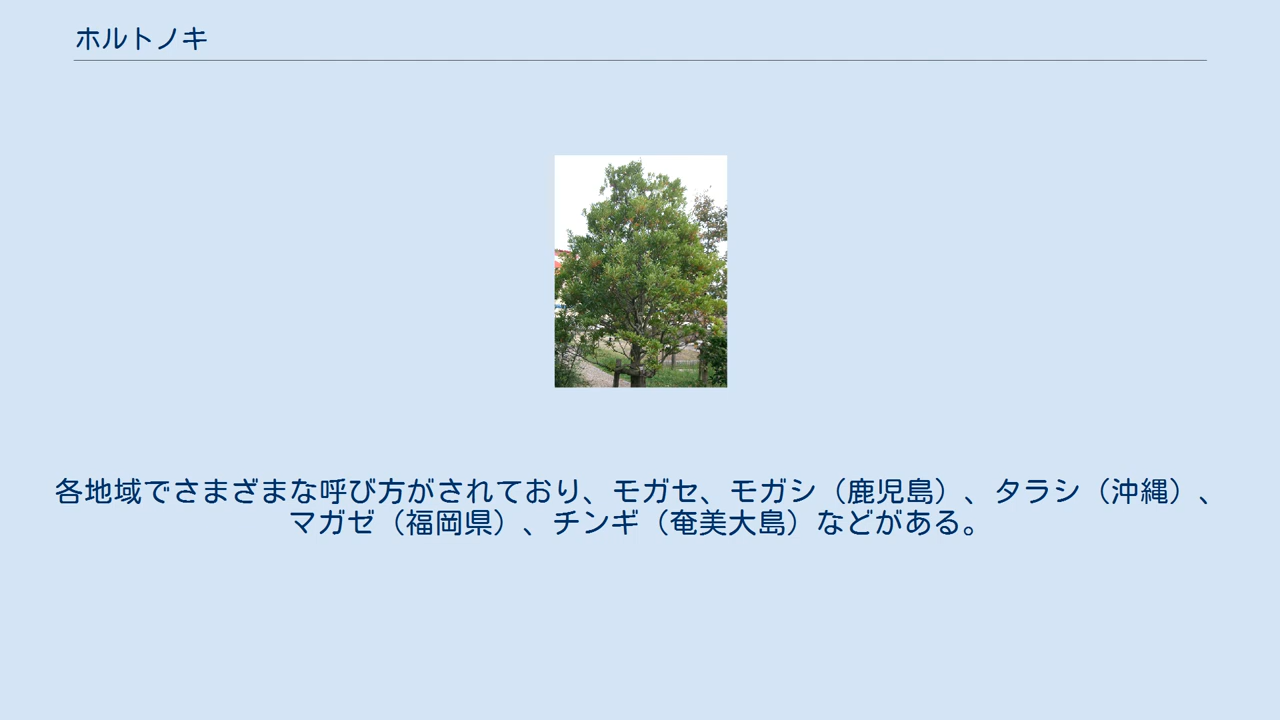 ホルトノキ
各地域でさまざまな呼び方がされており、モガセ、モガシ（鹿児島）、タラシ（沖縄）、
マガゼ（福岡県）、チンギ（奄美大島）などがある。